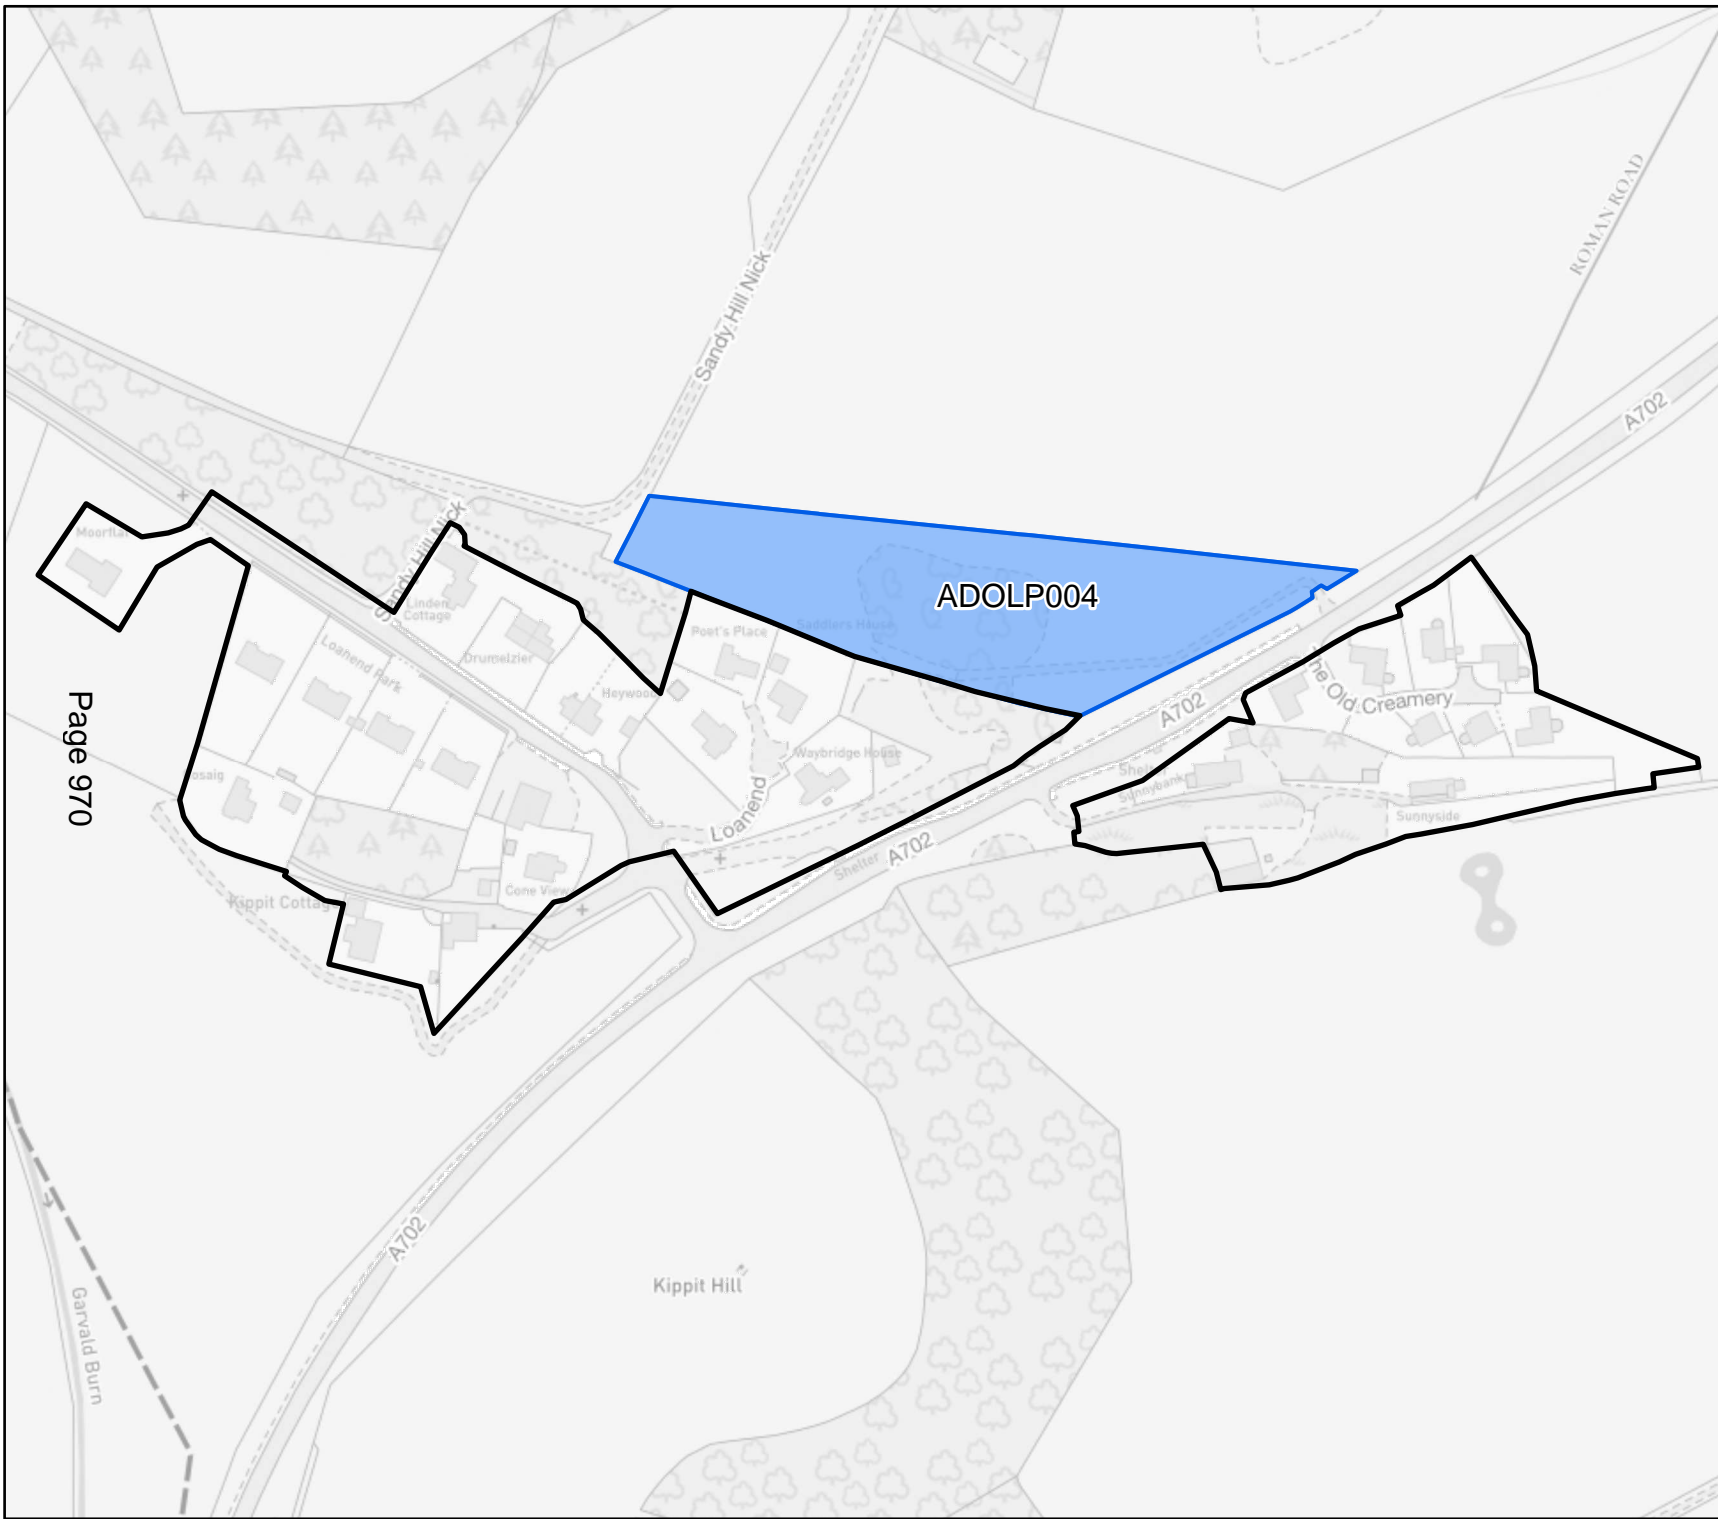 ROMAN ROAD
Sandy Hill Nick
A702
Moorflat
Sandy Hill Nick
Linden
Cottage
ADOLP004
Poet's Place
Saddlers House
Loanend Park
Drumelzier
Heywood
The Old Creamery
A702
Page 970
Waybridge House
Shelter
Sunnybank
Sunnyside
Loanend
A702
Shelter
Cone View
Kippit Cottage
A702
Kippit Hill
Garvald Burn